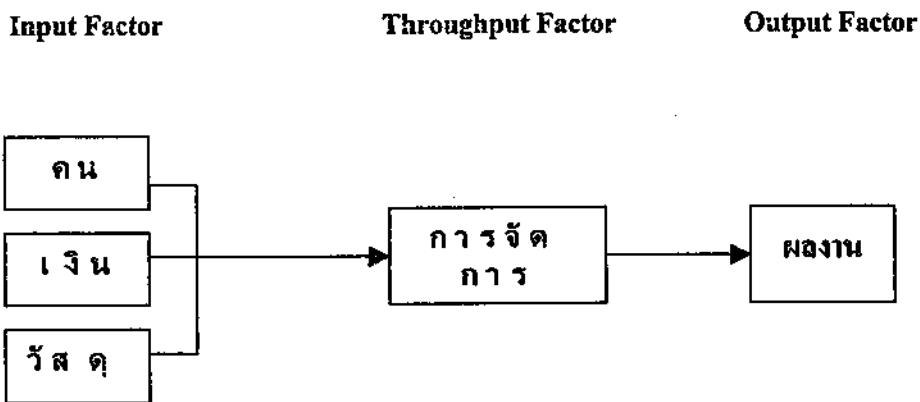 Input Factor
Throughput Factor
Output Factor
คน
เงิน
วัสดุ
การจัด
การ
ผลงาน